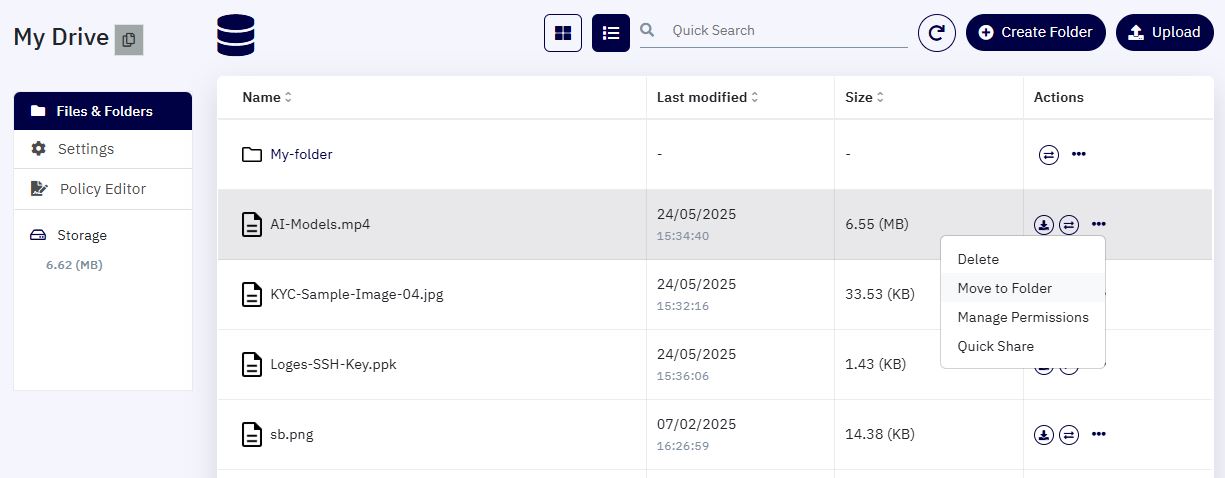 My Drive
Quick Search
Create Folder
Upload
Files & Folders
Settings
Policy Editor
Storage
6.62 (MB)
Name Last modified Size Actions
My-folder - -
AI-Models.mp4 24/05/2025 6.55 (MB)
15:34:40
Delete
Move to Folder
Manage Permissions
Quick Share
KYC-Sample-Image-04.jpg 24/05/2025 33.53 (KB)
15:32:16
Loges-SSH-Key.ppk 24/05/2025 1.43 (KB)
15:36:06
sb.png 07/02/2025 14.38 (KB)
16:26:59